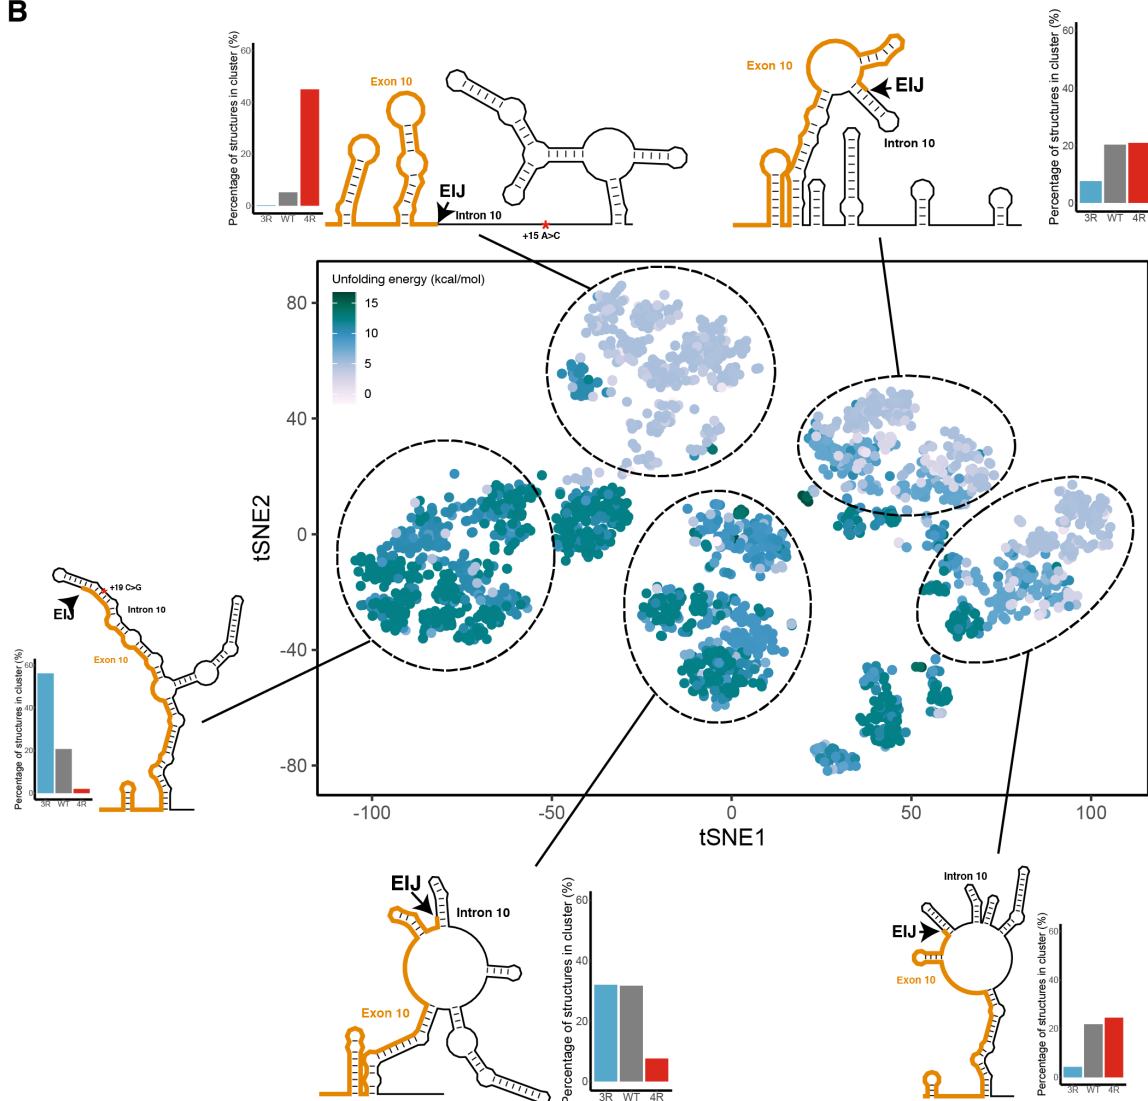 B
Percentage of structures in cluster (%)
60
40
20
0
3R WT 4R
Exon 10
EIJ
Intron 10
+15 A>C
Exon 10
EIJ
Intron 10
Percentage of structures in cluster (%)
60
40
20
0
3R WT 4R
Unfolding energy (kcal/mol)
15
10
5
0
tSNE2
80
40
0
-40
-80
-100 -50 0 50 100
tSNE1
+19 C>G
EIJ
Intron 10
Exon 10
Percentage of structures in cluster (%)
60
40
20
0
3R WT 4R
EIJ
Intron 10
Exon 10
Percentage of structures in cluster (%)
60
40
20
0
3R WT 4R
Intron 10
EIJ
Exon 10
Percentage of structures in cluster (%)
60
40
20
0
3R WT 4R